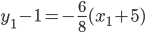 y₁ − 1 = −6/8(x₁ + 5)